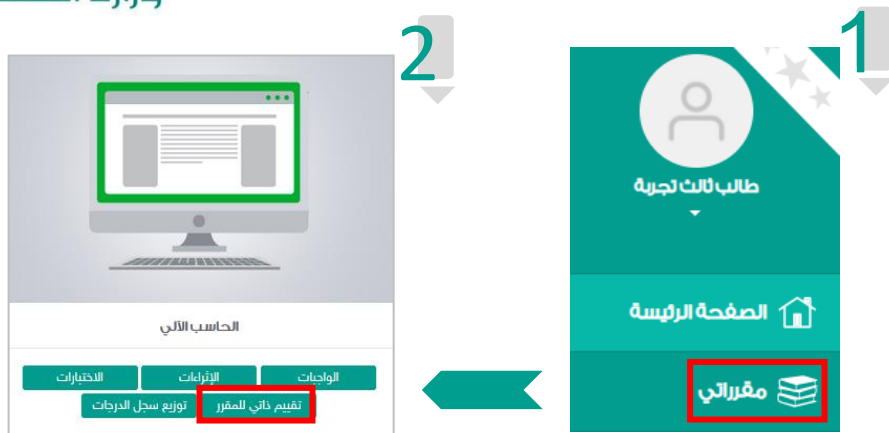 1
طالب ثالث تجربة
الصفحة الرئيسة
مقرراتي
2
الحاسب الآلي
الواجبات الإثراءات الاختبارات
تقييم ذاتي للمقرر توزيع سجل الدرجات